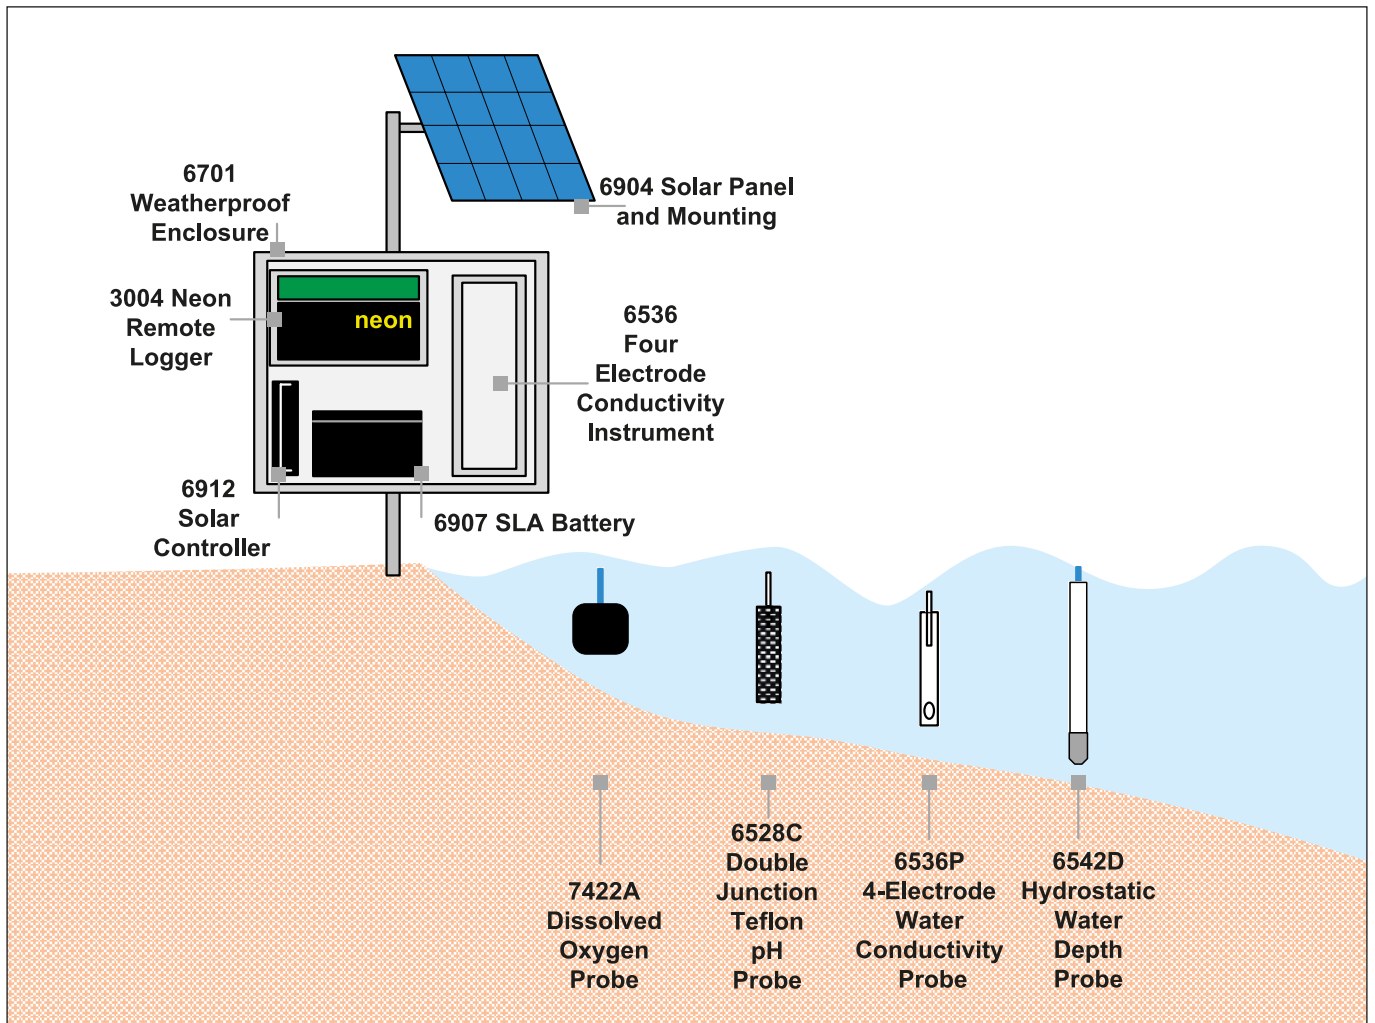 6701
Weatherproof
Enclosure
6904 Solar Panel
and Mounting
3004 Neon
Remote
Logger
neon
6536
Four
Electrode
Conductivity
Instrument
6912
Solar
Controller
6907 SLA Battery
7422A
Dissolved
Oxygen
Probe
6528C
Double
Junction
Teflon
pH
Probe
6536P
4-Electrode
Water
Conductivity
Probe
6542D
Hydrostatic
Water
Depth
Probe